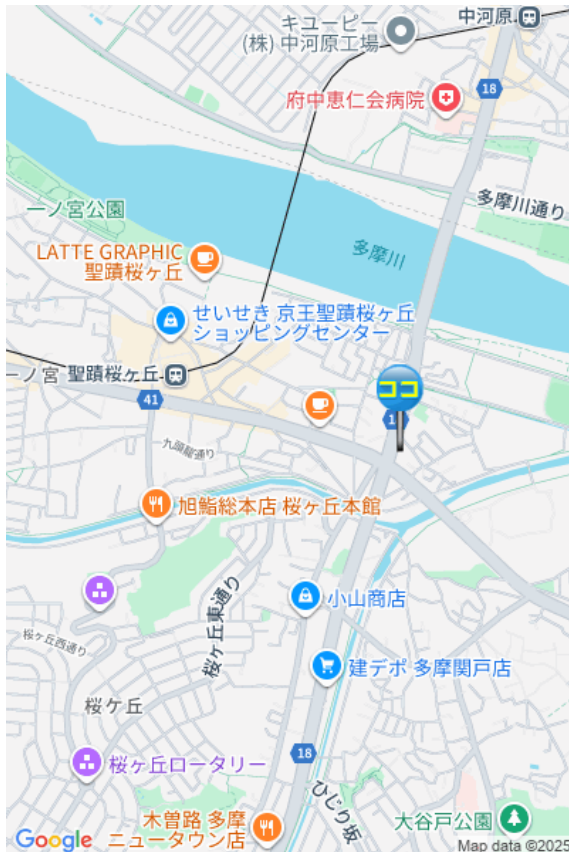 中河原
キユーピー
(株) 中河原工場
18
府中恵仁会病院
多摩川通り
一ノ宮公園
多摩川
LATTE GRAPHIC
聖蹟桜ヶ丘
せいせき 京王聖蹟桜ヶ丘
ショッピングセンター
一ノ宮
聖蹟桜ヶ丘
ココ
41
九頭龍通り
旭鮨総本店 桜ヶ丘本館
小山商店
桜ヶ丘東通り
桜ヶ丘西通り
建デポ 多摩関戸店
桜ケ丘
18
桜ヶ丘ロータリー
ひじり坂
木曽路 多摩
ニュータウン店
大谷戸公園
Google
Map data ©2025